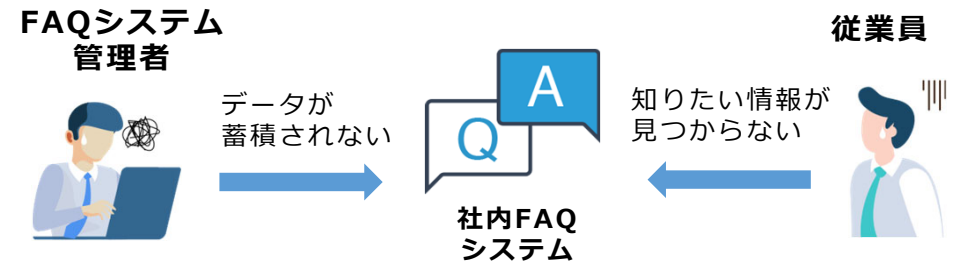 FAQシステム
管理者
データが
蓄積されない
A
Q
社内FAQ
システム
知りたい情報が
見つからない
従業員